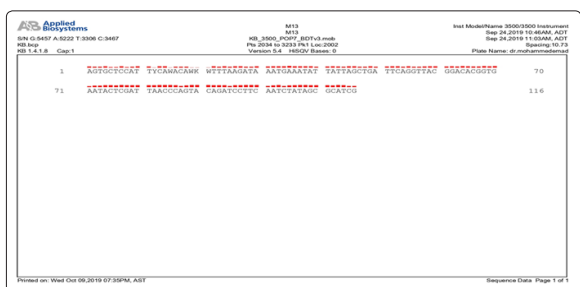 AB Applied Biosystems
M13
Inst Model/Name 3500/3500 Instrument
M13
Sep 24,2019 10:46AM, ADT
S/N G:5457 A:5222 T:3306 C:3467
KB_3500_POP7_BDTv3.mob
Sep 24,2019 11:03AM, ADT
KB.bcp
Pts 2034 to 3233 Pk1 Loc:2002
Spacing:10.73
KB 1.4.1.8 Cap:1
Version 5.4 HiSQV Bases: 0
Plate Name: dr.mohammedemad
1 AGTGCTCCAT TYCAWACAWK WTTTAAGATA AATGAAATAT TATTAGCTGA TTCAGGTTAC GGACACGGTG 70
71 AATACTCGAT TAACCCAGTA CAGATCCTTC AATCTATAGC GCATCG 116
Printed on: Wed Oct 09,2019 07:35PM, AST
Sequence Data Page 1 of 1